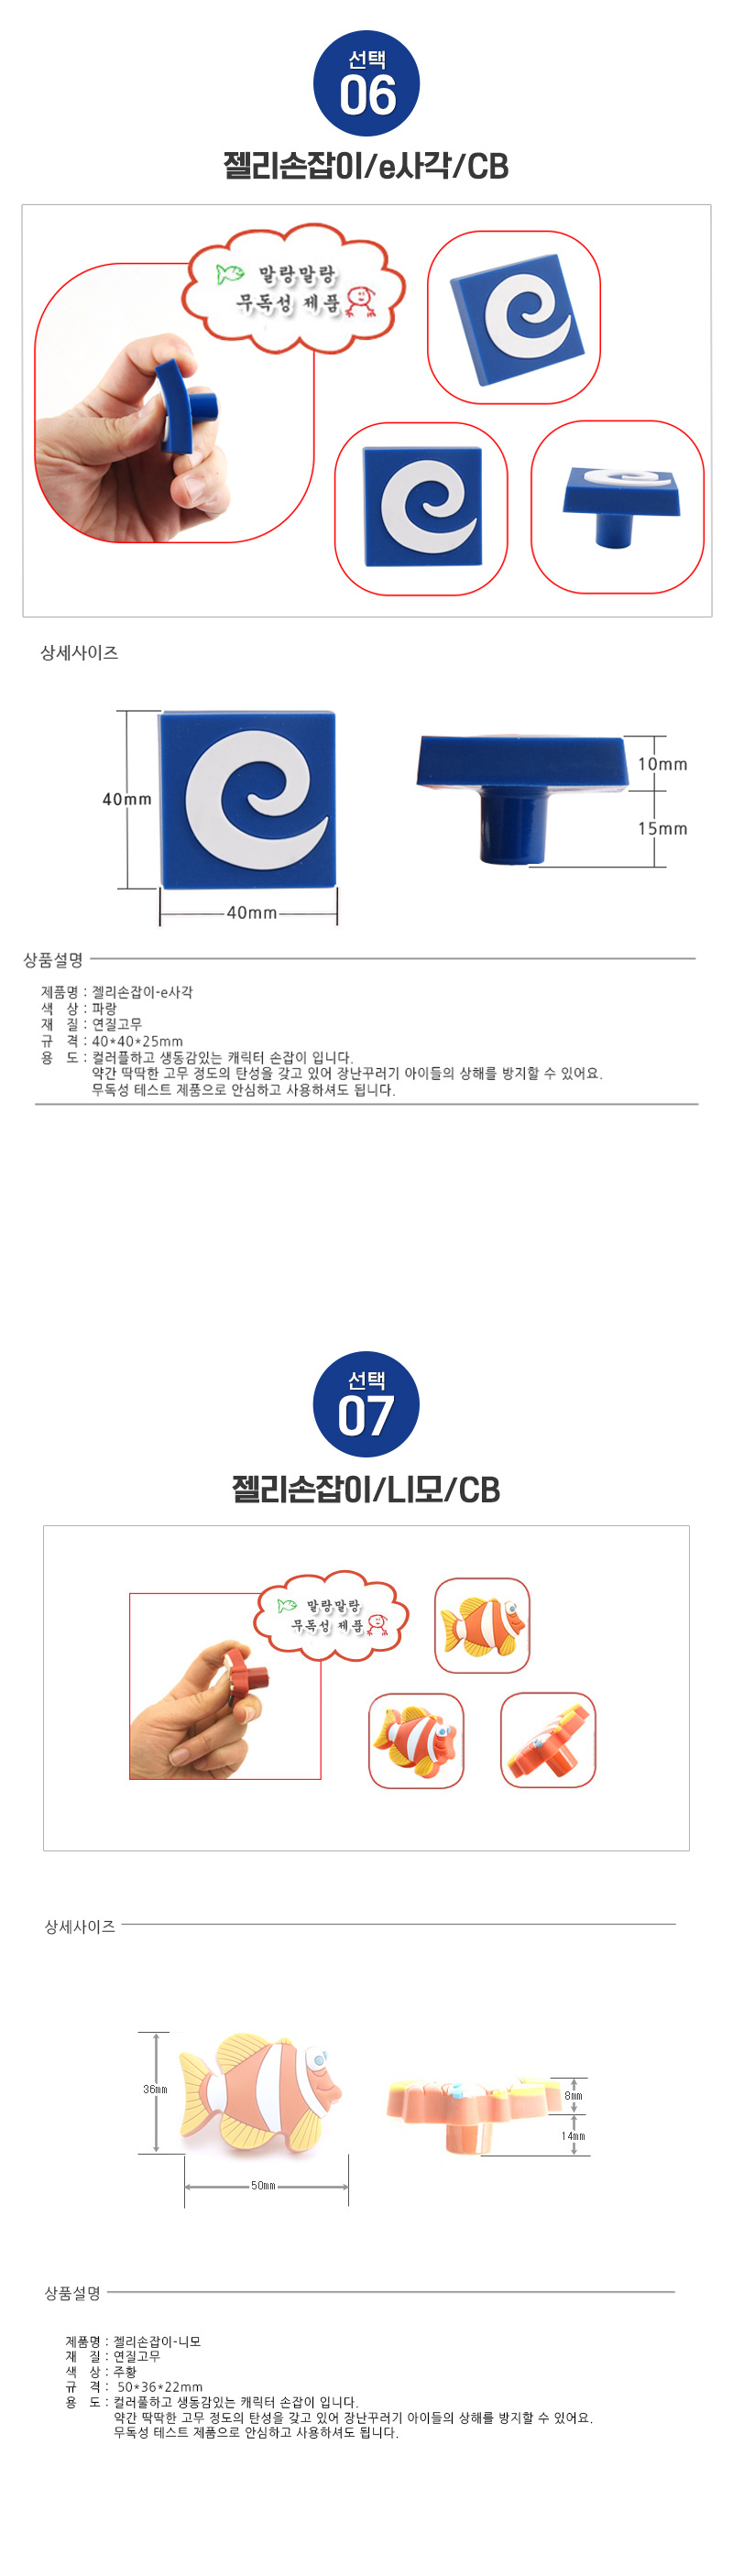 선택
06
젤리손잡이/e사각/CB
말랑말랑
무독성 제품
상세사이즈
40mm
40mm
10mm
15mm
상품설명
제품명 : 젤리손잡이-e사각
색 상 : 파랑
재 질 : 연질고무
규 격 : 40*40*25mm
용 도 : 컬러플하고 생동감있는 캐릭터 손잡이 입니다.
약간 딱딱한 고무 정도의 탄성을 갖고 있어 장난꾸러기 아이들의 상해를 방지할 수 있어요.
무독성 테스트 제품으로 안심하고 사용하셔도 됩니다.
선택
07
젤리손잡이/니모/CB
말랑말랑
무독성 제품
상세사이즈
36mm
50mm
8mm
14mm
상품설명
제품명 : 젤리손잡이-니모
재 질 : 연질고무
색 상 : 주황
규 격 : 50*36*22mm
용 도 : 컬러풀하고 생동감있는 캐릭터 손잡이 입니다.
약간 딱딱한 고무 정도의 탄성을 갖고 있어 장난꾸러기 아이들의 상해를 방지할 수 있어요.
무독성 테스트 제품으로 안심하고 사용하셔도 됩니다.